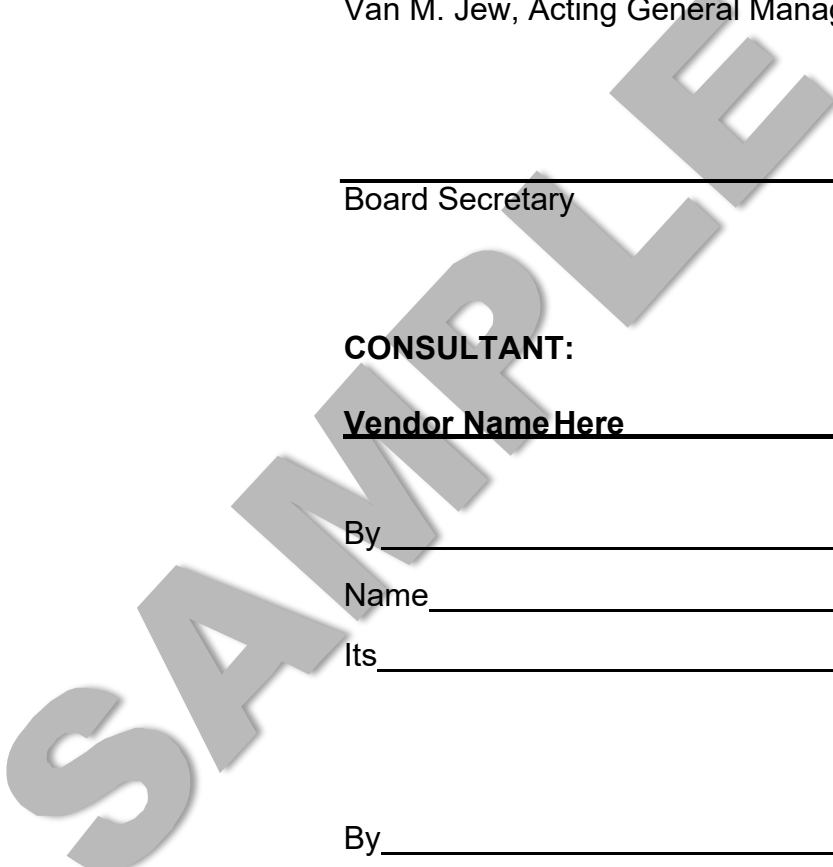 Van M. Jew, Acting General Manag
Board Secretary
CONSULTANT:
Vendor Name Here
By
Name
Its
By
SAMPLE